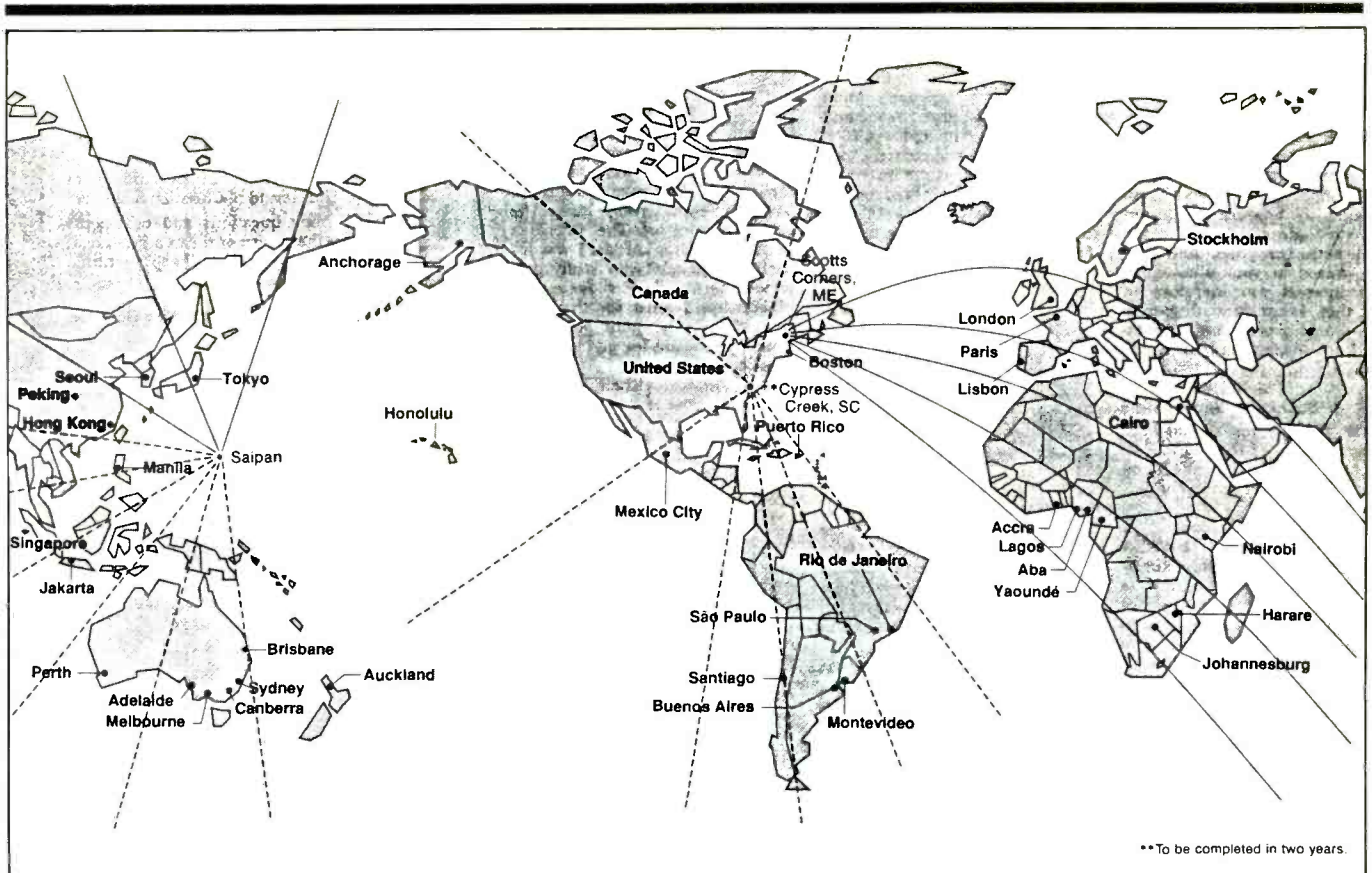 Anchorage
Canada
Scotts
Corners,
ME
Stockholm
London
Paris
Lisbon
United States
Boston
Seoul
Tokyo
Peking
**Cypress
Creek, SC
Honolulu
Hong Kong
Puerto Rico
Cairo
Manila
Saipan
Mexico City
Accra
Lagos
Aba
Yaoundé
Nairobi
Singapore
Jakarta
Rio de Janeiro
São Paulo
Harare
Johannesburg
Brisbane
Perth
Auckland
Adelaide
Sydney
Melbourne
Canberra
Santiago
Buenos Aires
Montevideo
**To be completed in two years.